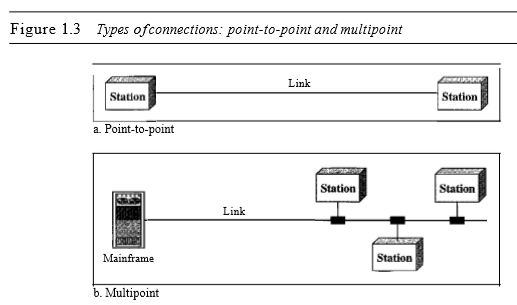 Figure 1.3 Types ofconnections: point-to-point and multipoint
Link
Station Station
a. Point-to-point
Station Station
Link
Station
Mainframe
b. Multipoint